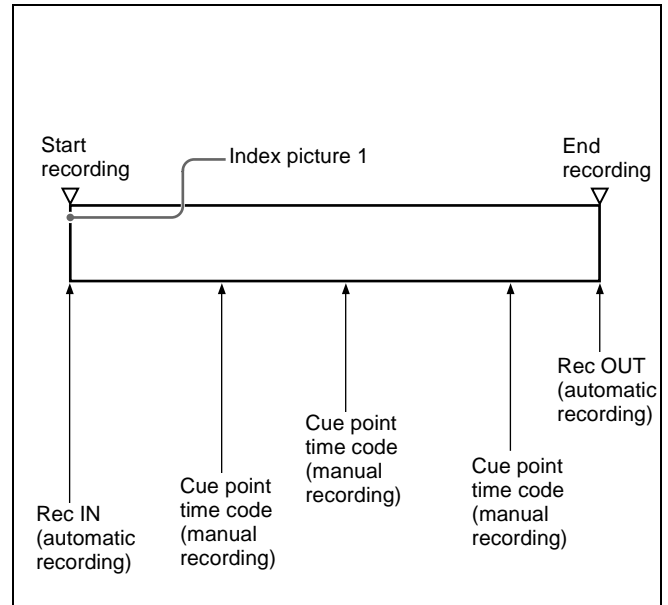 Start
recording
Index picture 1
End
recording
Rec OUT
(automatic
recording)
Cue point
time code
(manual
recording)
Cue point
time code
(manual
recording)
Cue point
time code
(manual
recording)
Rec IN
(automatic
recording)